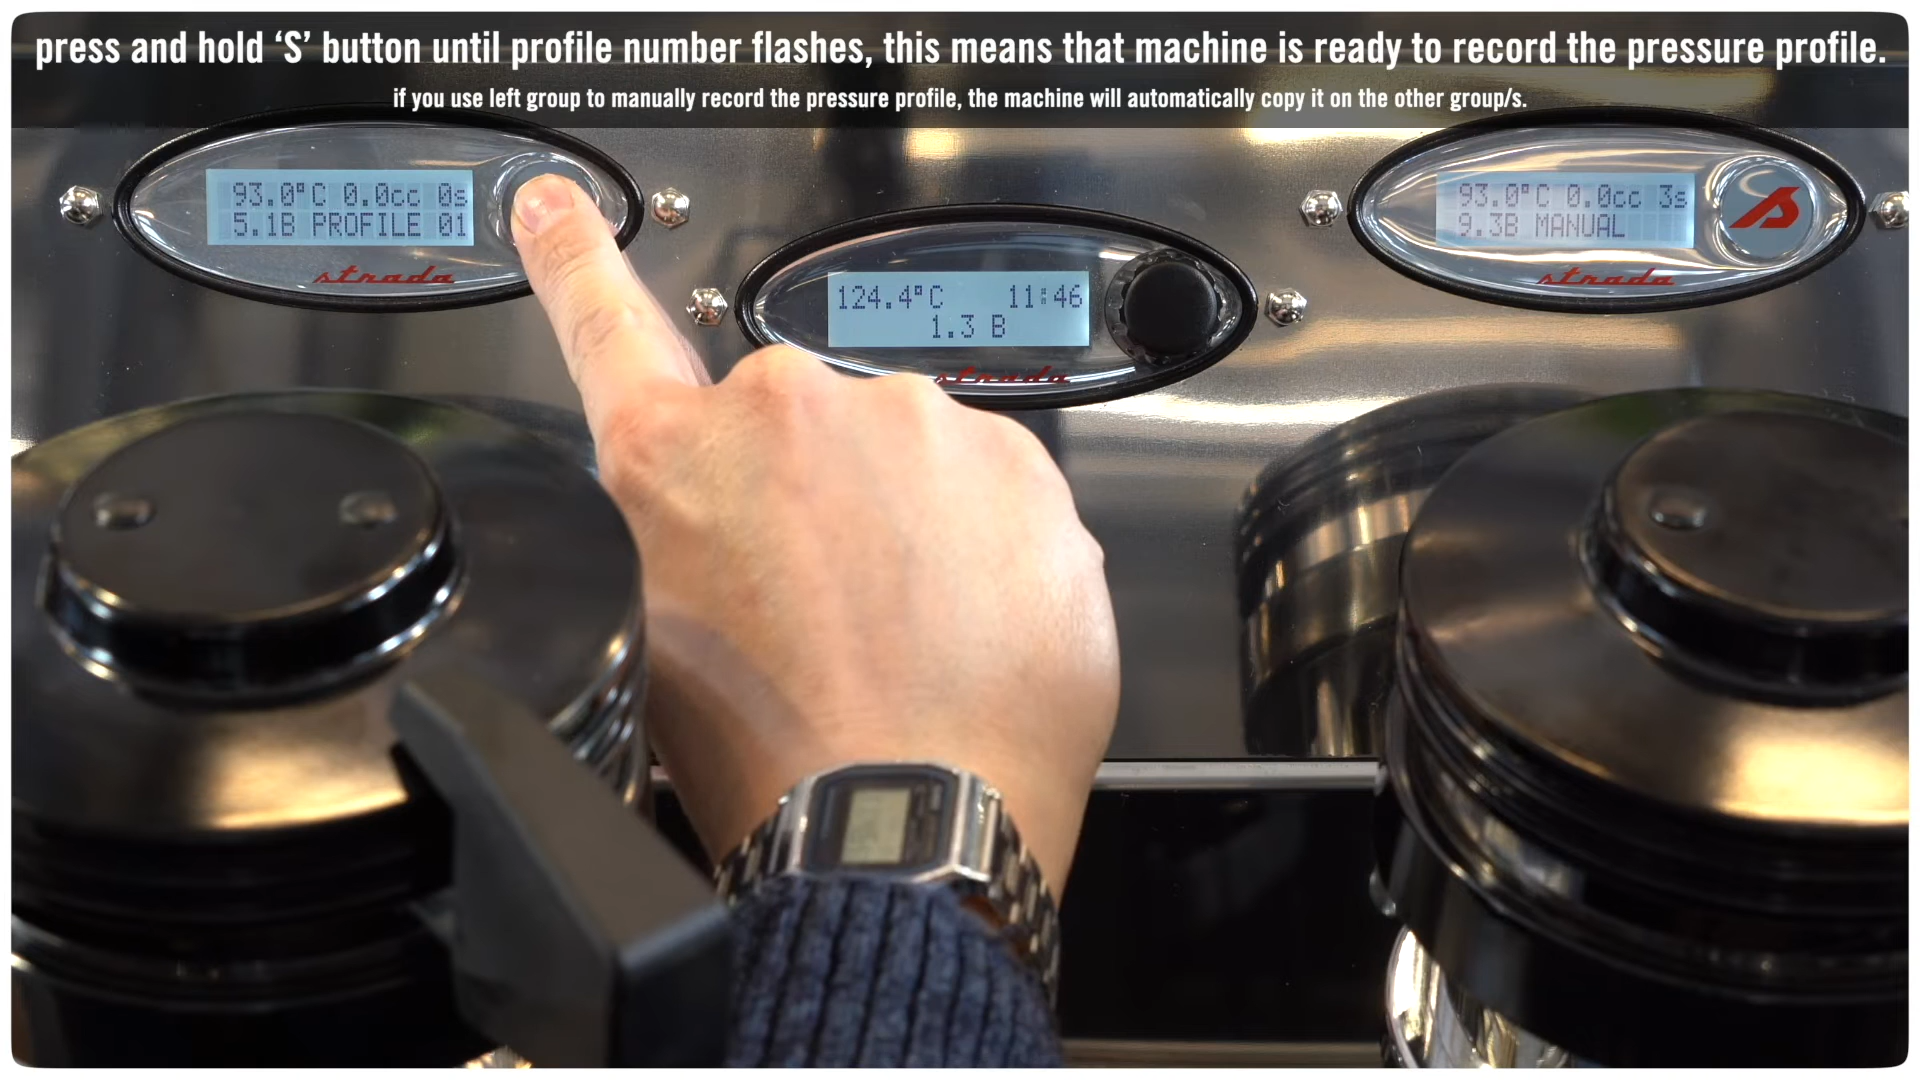 press and hold ‘S’ button until profile number flashes, this means that machine is ready to record the pressure profile.
if you use left group to manually record the pressure profile, the machine will automatically copy it on the other group/s.
93.0°C 0.0cc 0s
5.1B PROFILE 01
strada
124.4°C 11:46
1.3 B
strada
93.0°C 0.0cc 3s
9.3B MANUAL
S
strada